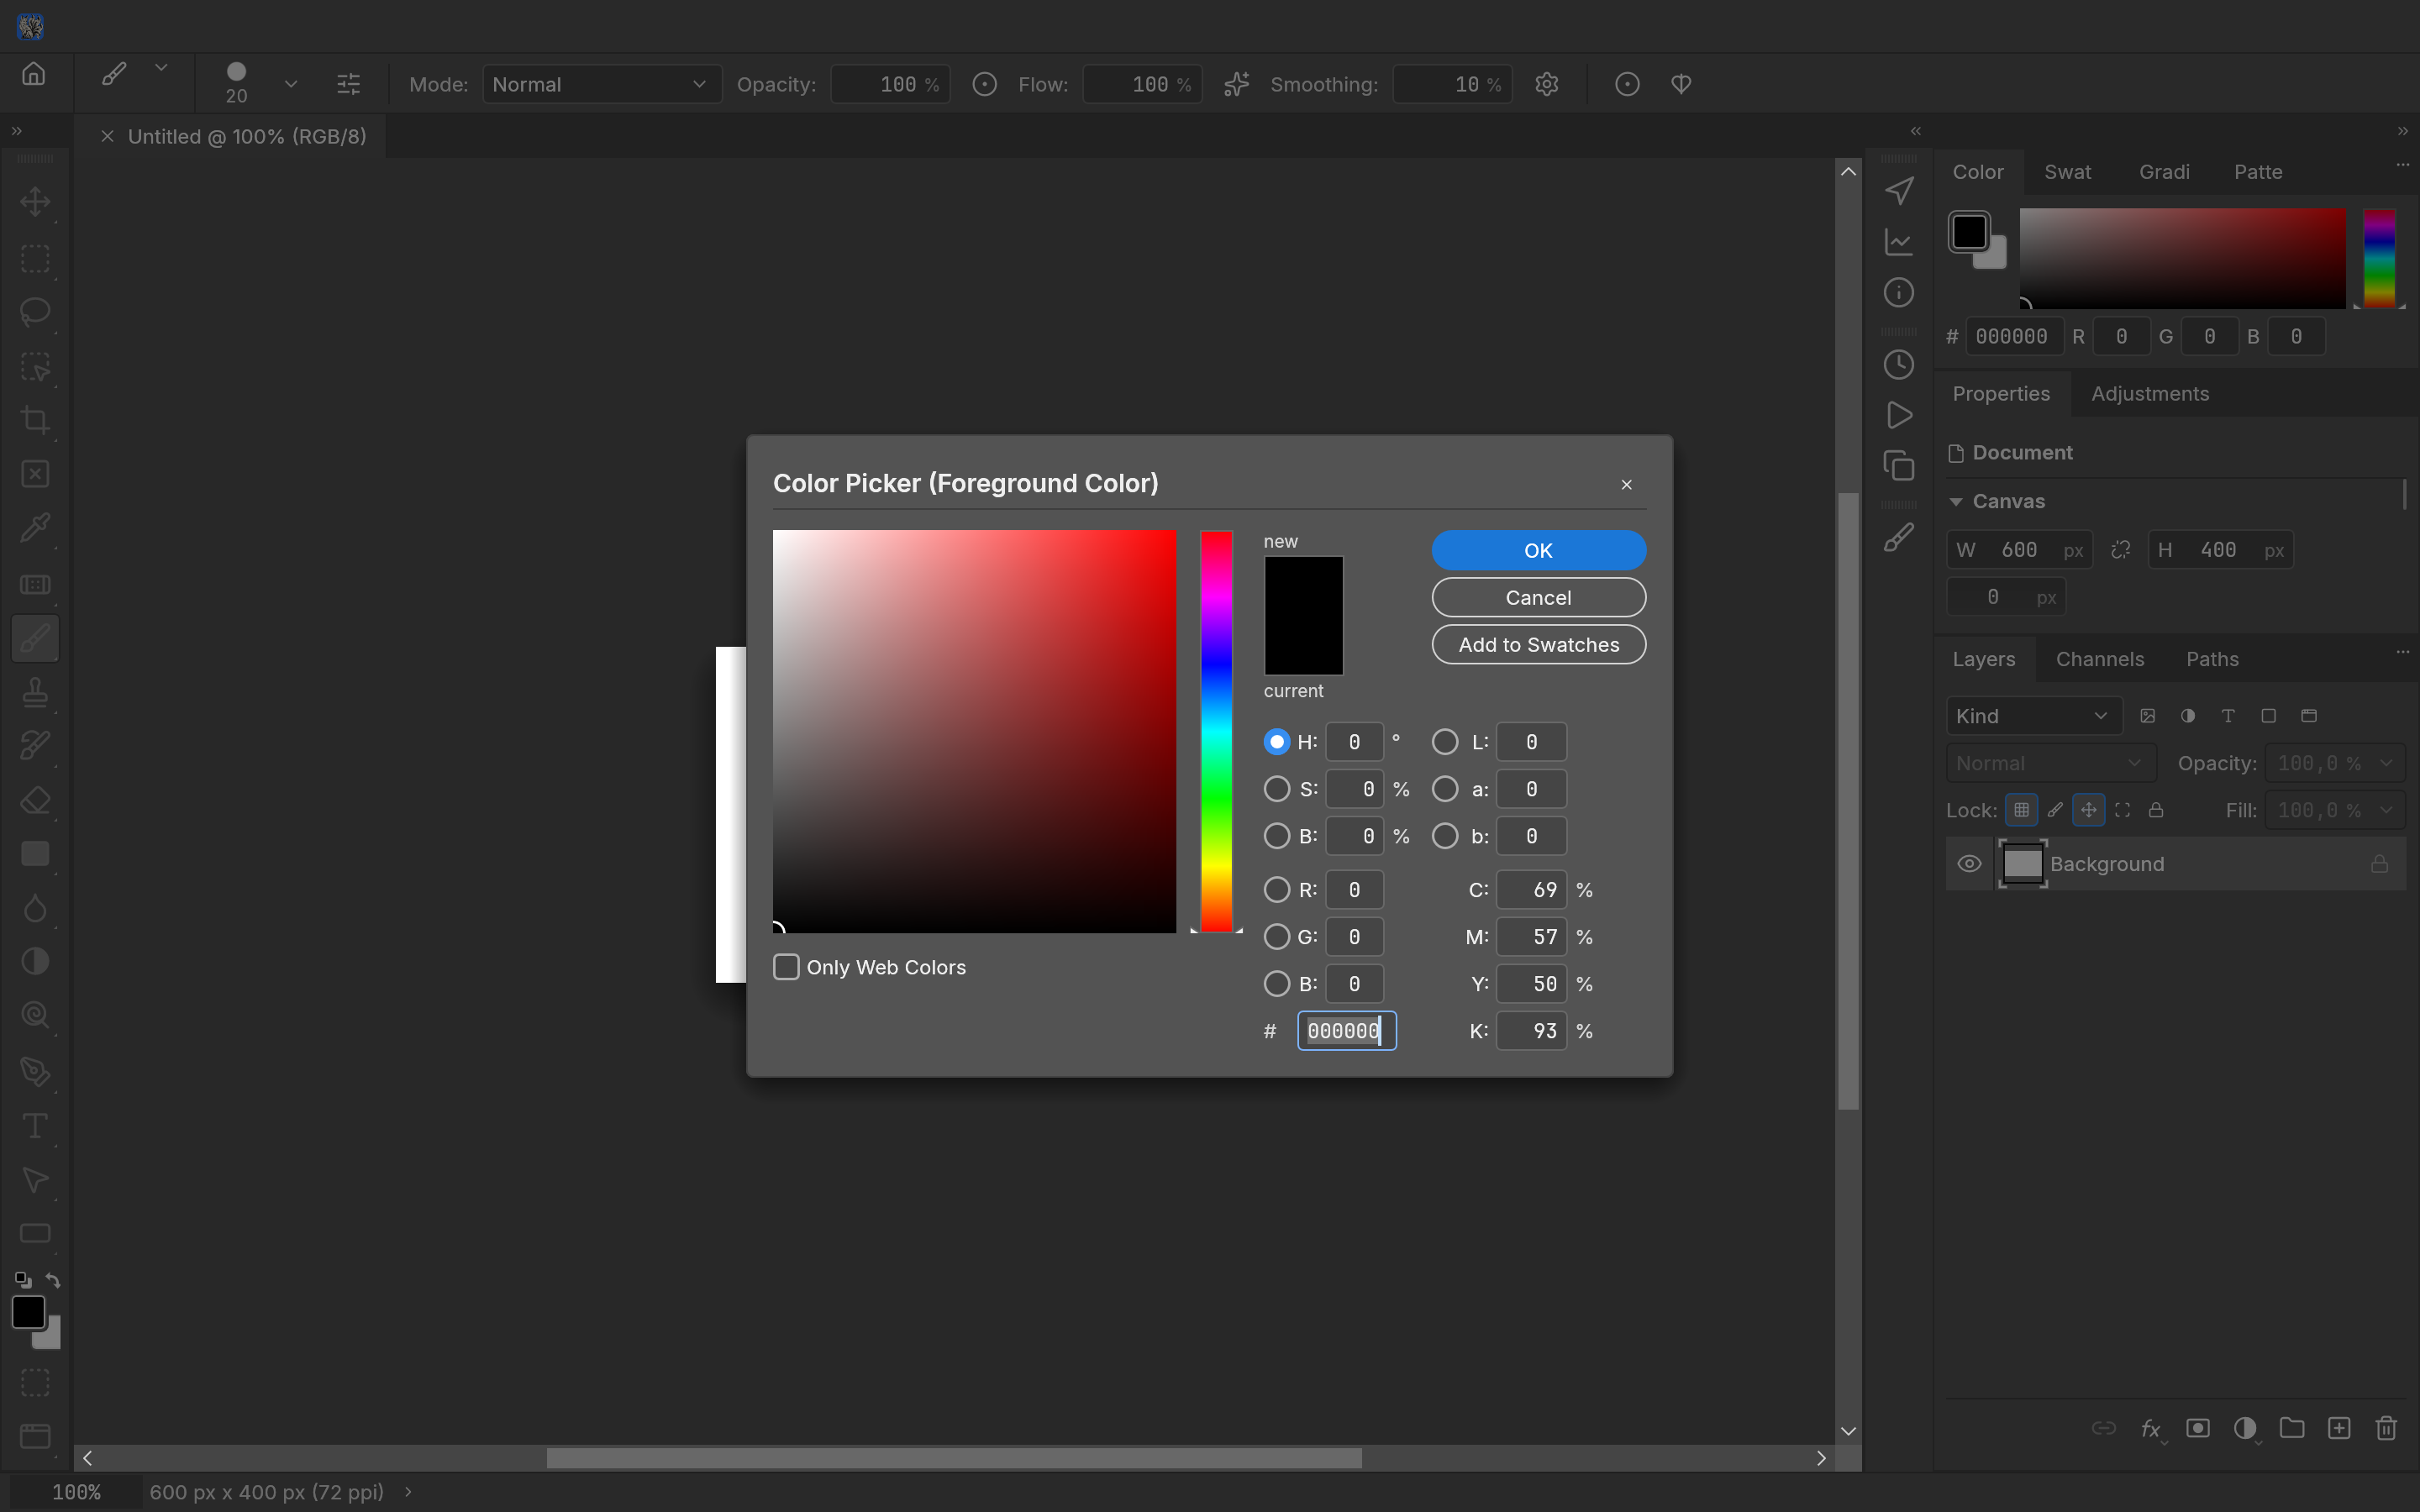 20
Mode: Normal Opacity: 100 % Flow: 100 % Smoothing: 10 %
Untitled @ 100% (RGB/8)
Color Swat Gradi Patte
# 000000 R 0 G 0 B 0
Properties Adjustments
Document
Canvas
W 600 px H 400 px
0 px
Layers Channels Paths
Kind
Normal Opacity: 100,0 %
Lock: Fill: 100,0 %
Background
Color Picker (Foreground Color)
new
current
OK
Cancel
Add to Swatches
H: 0 ° L: 0
S: 0 % a: 0
B: 0 % b: 0
R: 0 C: 69 %
G: 0 M: 57 %
B: 0 Y: 50 %
# 000000 K: 93 %
Only Web Colors
100% 600 px x 400 px (72 ppi)